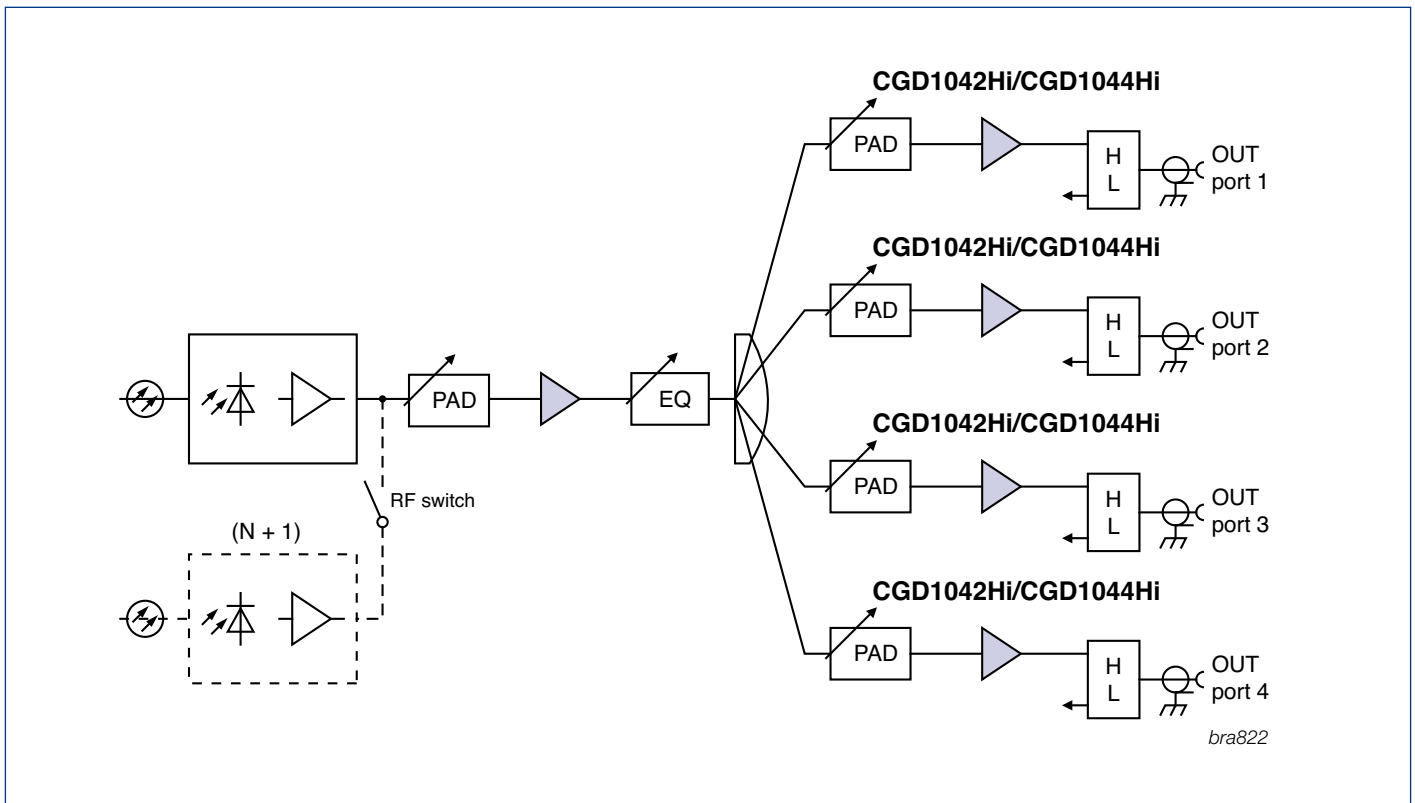 CGD1042Hi/CGD1044Hi
PAD
H
L
OUT
port 1
CGD1042Hi/CGD1044Hi
PAD
H
L
OUT
port 2
PAD
EQ
RF switch
(N + 1)
CGD1042Hi/CGD1044Hi
PAD
H
L
OUT
port 3
CGD1042Hi/CGD1044Hi
PAD
H
L
OUT
port 4
bra822